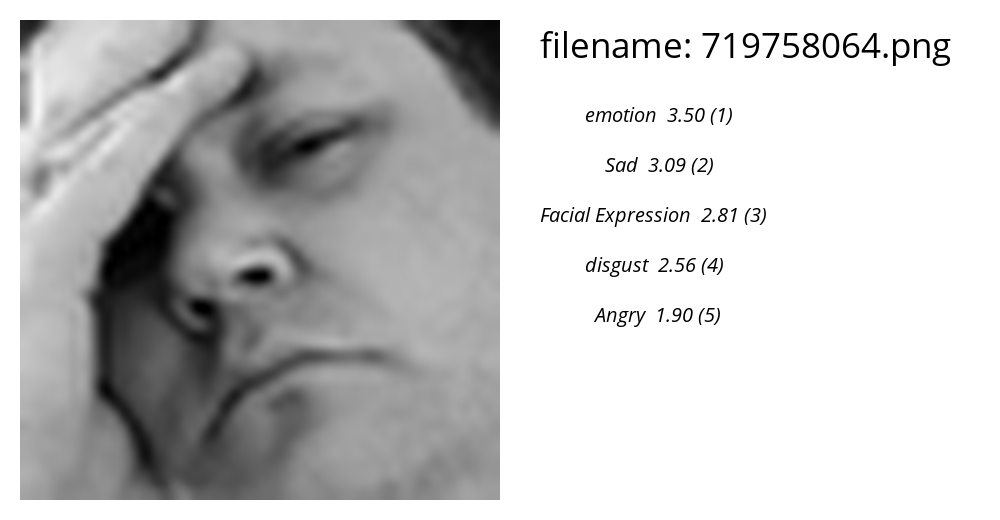 filename: 719758064.png
emotion 3.50 (1)
Sad 3.09 (2)
Facial Expression 2.81 (3)
disgust 2.56 (4)
Angry 1.90 (5)